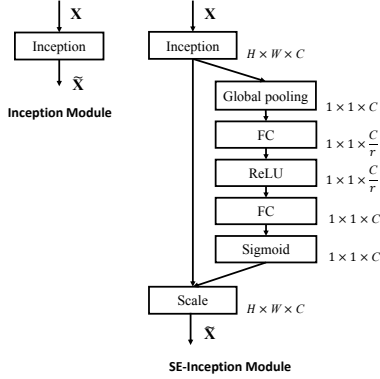 X
Inception
X̃
Inception Module
X
Inception
H × W × C
Global pooling
1 × 1 × C
FC
1 × 1 × C/r
ReLU
1 × 1 × C/r
FC
1 × 1 × C
Sigmoid
1 × 1 × C
Scale
H × W × C
X̃
SE-Inception Module